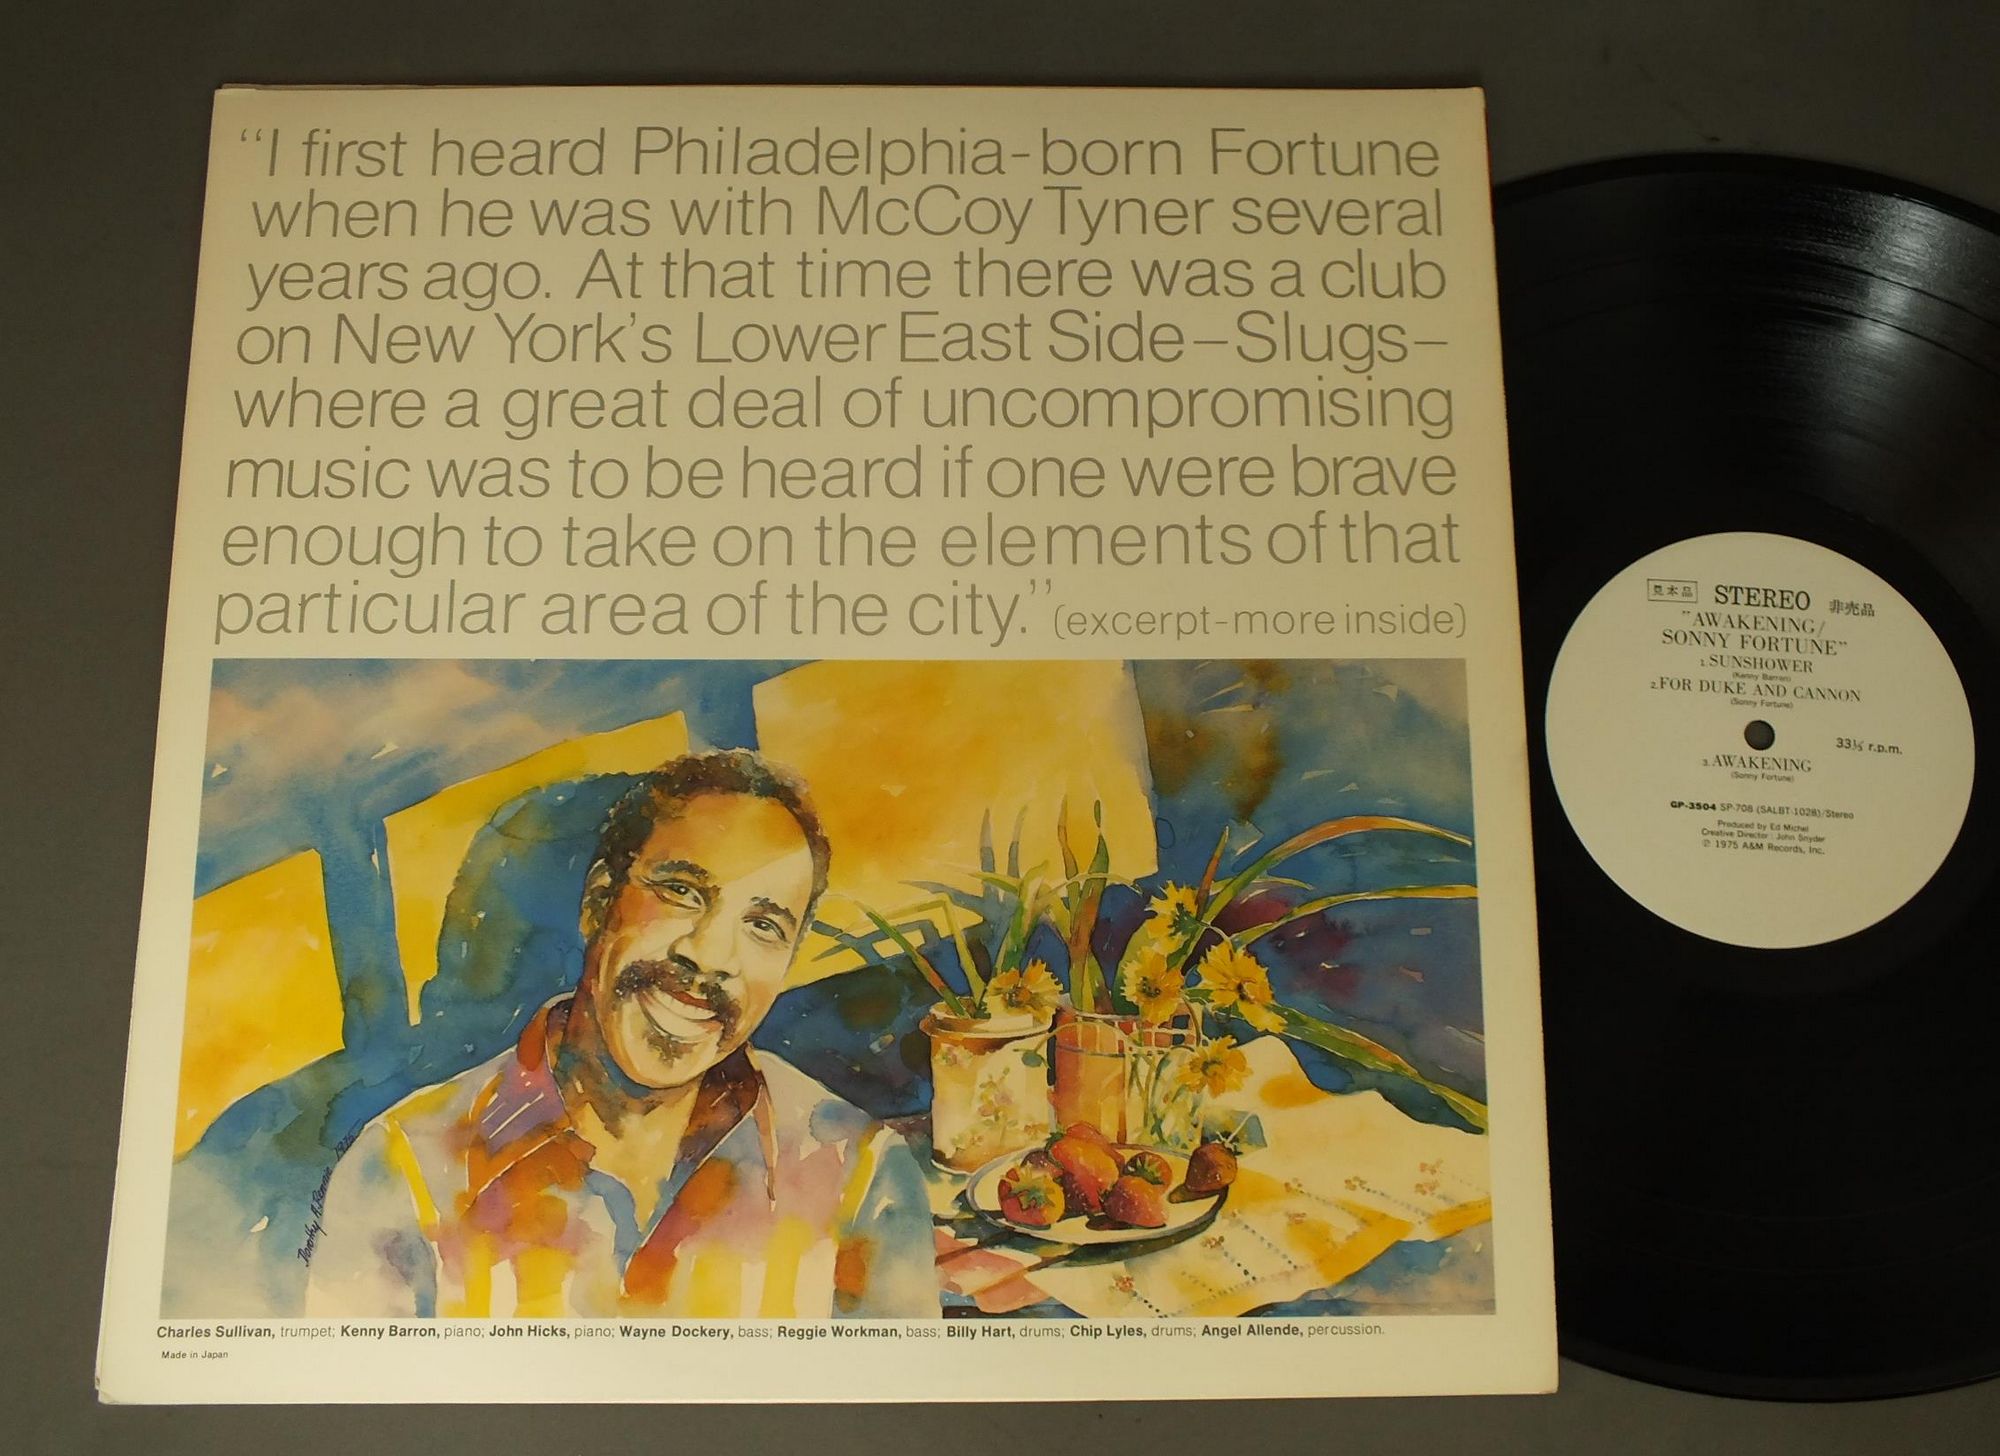 “I first heard Philadelphia-born Fortune
when he was with McCoy Tyner several
years ago. At that time there was a club
on New York's Lower East Side–Slugs–
where a great deal of uncompromising
music was to be heard if one were brave
enough to take on the elements of that
particular area of the city.” (excerpt-more inside)
1975
Charles Sullivan, trumpet; Kenny Barron, piano; John Hicks, piano; Wayne Dockery, bass; Reggie Workman, bass; Billy Hart, drums; Chip Lyles, drums; Angel Allende, percussion.
Made in Japan
見本品 STEREO 非売品
"AWAKENING/
SONNY FORTUNE"
1. SUNSHOWER
(Kenny Barron)
2. FOR DUKE AND CANNON
(Sonny Fortune)
33⅓ r.p.m.
3. AWAKENING
(Sonny Fortune)
GP-3504 SP-708 (SALBT-1028)/Stereo
Produced by Ed Michel
Creative Director : John Snyder
℗ 1975 A&M Records, Inc.